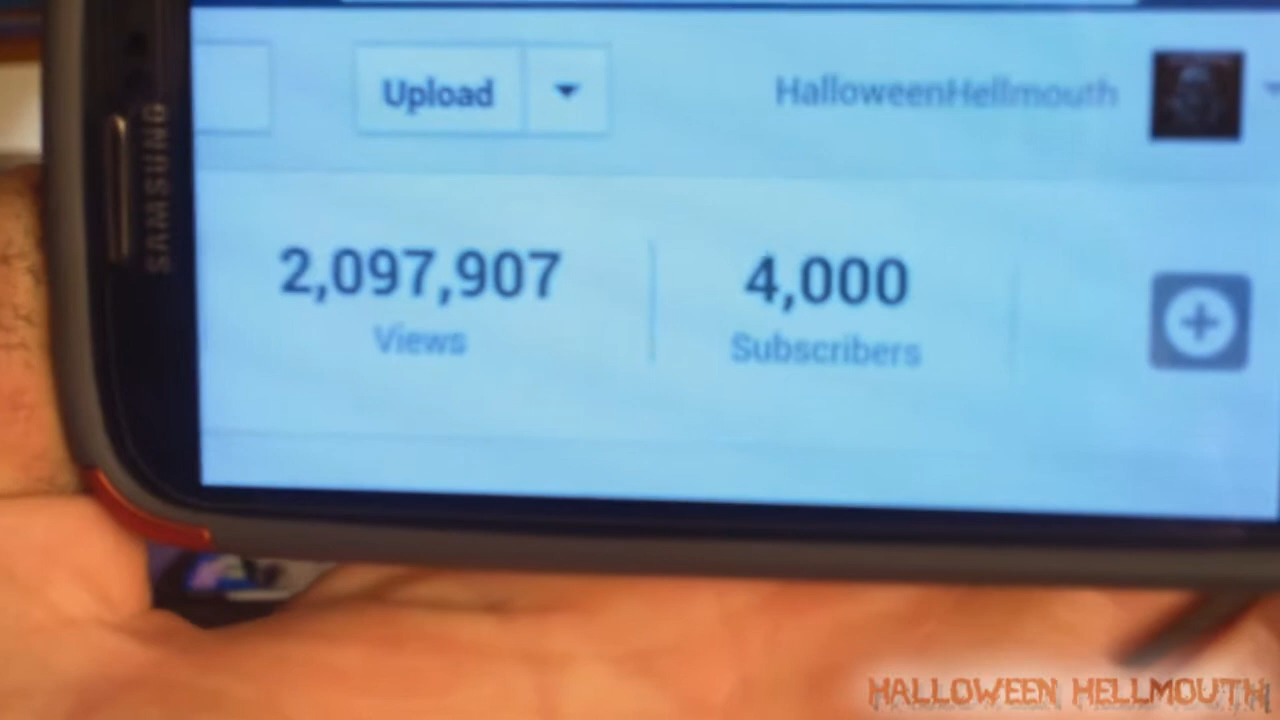 SAMSUNG
Upload
HalloweenHellmouth
2,097,907
4,000
Views
Subscribers
HALLOWEEN HELLMOUTH